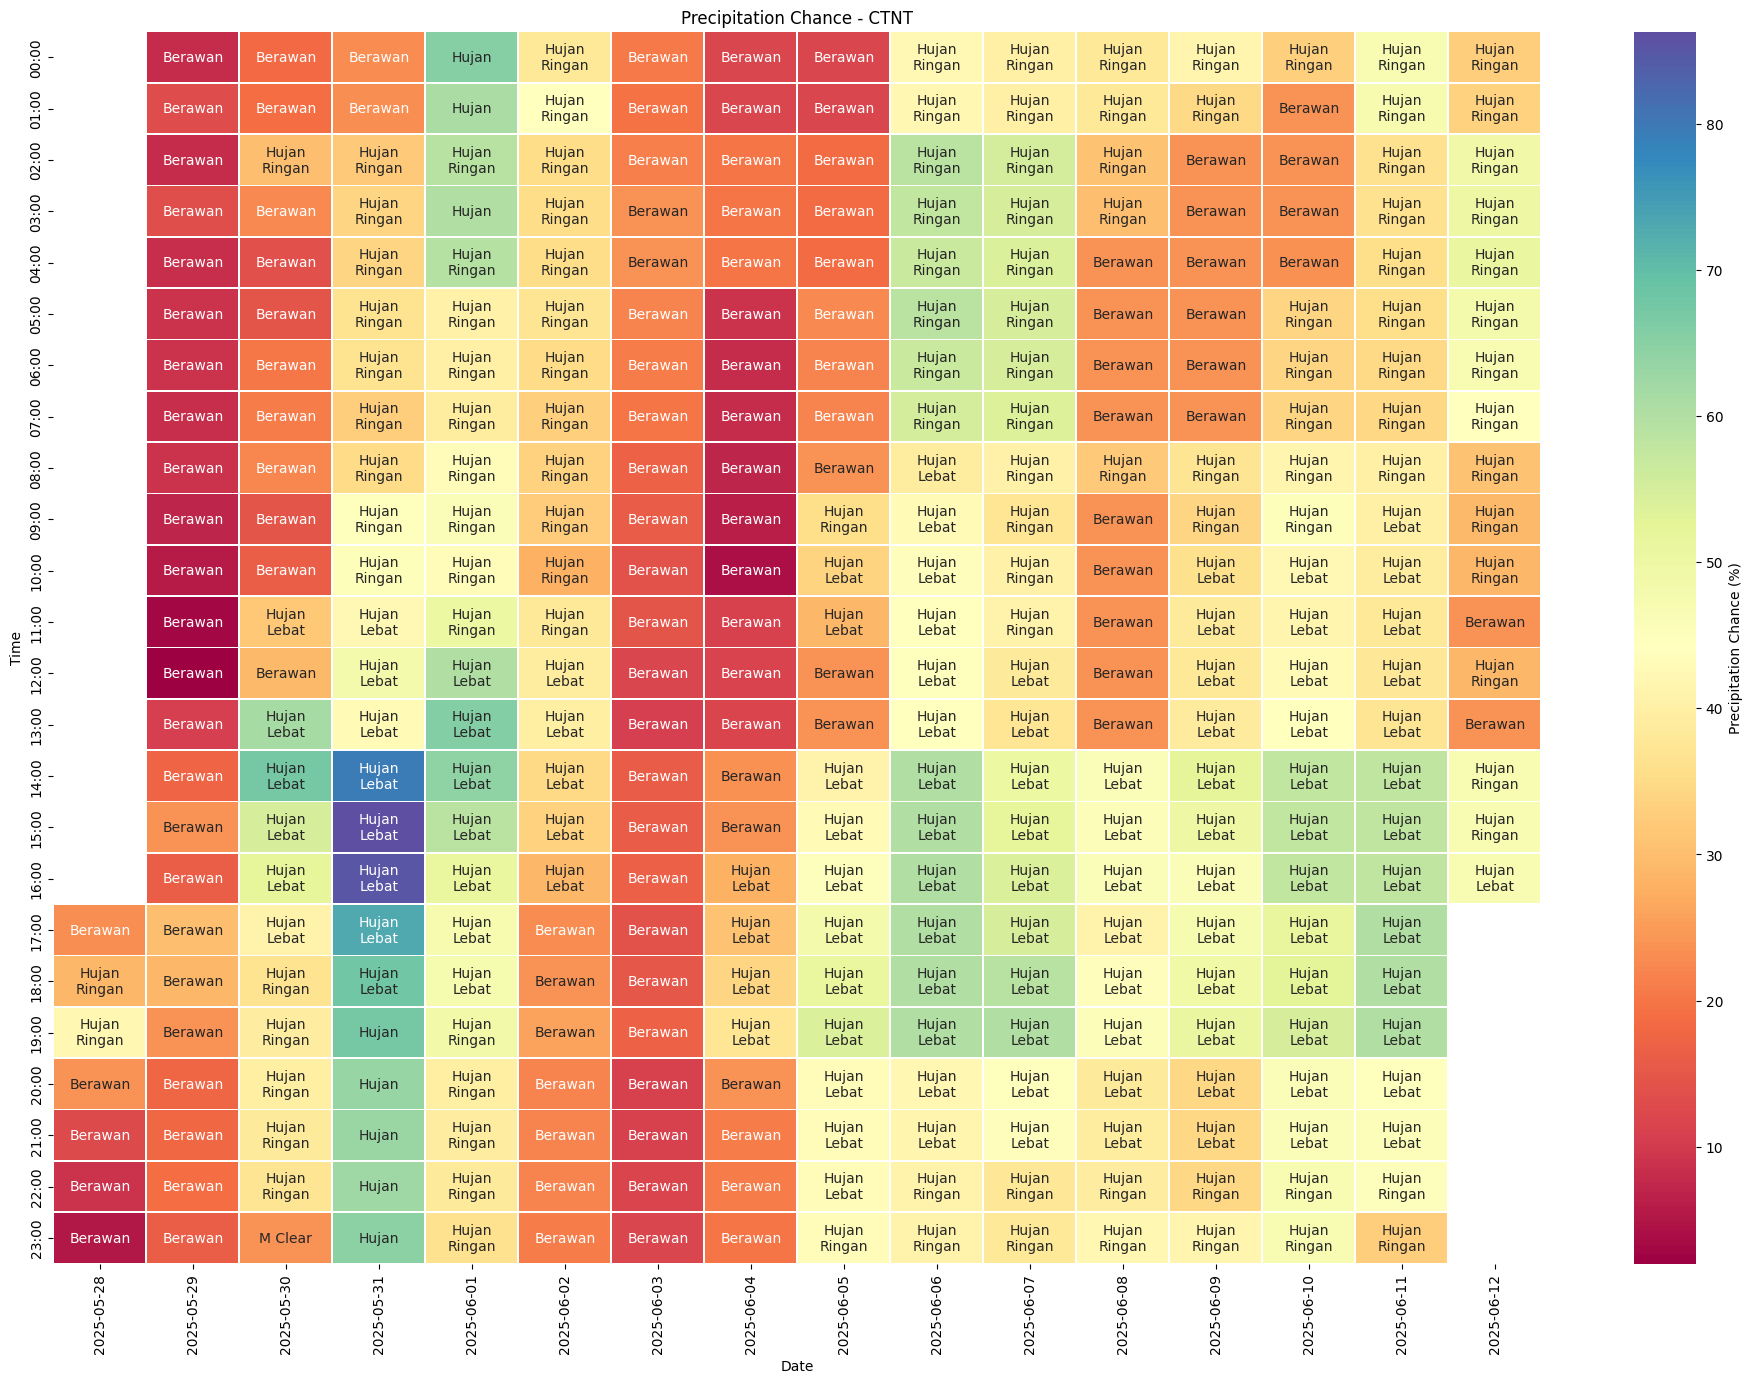 Precipitation Chance - CTNT
00:00 Berawan Berawan Berawan Hujan Hujan Ringan Berawan Berawan Berawan Hujan Ringan Hujan Ringan Hujan Ringan Hujan Ringan Hujan Ringan Hujan Ringan Hujan Ringan
01:00 Berawan Berawan Berawan Hujan Hujan Ringan Berawan Berawan Berawan Hujan Ringan Hujan Ringan Hujan Ringan Hujan Ringan Berawan Hujan Ringan Hujan Ringan
02:00 Berawan Hujan Ringan Hujan Ringan Hujan Ringan Hujan Ringan Berawan Berawan Berawan Hujan Ringan Hujan Ringan Hujan Ringan Berawan Berawan Hujan Ringan Hujan Ringan
03:00 Berawan Berawan Hujan Ringan Hujan Hujan Ringan Berawan Berawan Berawan Hujan Ringan Hujan Ringan Hujan Ringan Berawan Berawan Hujan Ringan Hujan Ringan
04:00 Berawan Berawan Hujan Ringan Hujan Ringan Hujan Ringan Berawan Berawan Berawan Hujan Ringan Hujan Ringan Berawan Berawan Berawan Hujan Ringan Hujan Ringan
05:00 Berawan Berawan Hujan Ringan Hujan Ringan Hujan Ringan Berawan Berawan Berawan Hujan Ringan Hujan Ringan Berawan Berawan Hujan Ringan Hujan Ringan Hujan Ringan
06:00 Berawan Berawan Hujan Ringan Hujan Ringan Hujan Ringan Berawan Berawan Berawan Hujan Ringan Hujan Ringan Berawan Berawan Hujan Ringan Hujan Ringan Hujan Ringan
07:00 Berawan Berawan Hujan Ringan Hujan Ringan Hujan Ringan Berawan Berawan Berawan Hujan Ringan Hujan Ringan Berawan Berawan Hujan Ringan Hujan Ringan Hujan Ringan
08:00 Berawan Berawan Hujan Ringan Hujan Ringan Hujan Ringan Berawan Berawan Berawan Hujan Lebat Hujan Ringan Hujan Ringan Hujan Ringan Hujan Ringan Hujan Ringan Hujan Ringan
09:00 Berawan Berawan Hujan Ringan Hujan Ringan Hujan Ringan Berawan Berawan Hujan Ringan Hujan Lebat Hujan Ringan Berawan Hujan Ringan Hujan Ringan Hujan Lebat Hujan Ringan
10:00 Berawan Berawan Hujan Ringan Hujan Ringan Hujan Ringan Berawan Berawan Hujan Lebat Hujan Lebat Hujan Ringan Berawan Hujan Lebat Hujan Lebat Hujan Lebat Hujan Ringan
11:00 Berawan Hujan Lebat Hujan Lebat Hujan Ringan Hujan Ringan Berawan Berawan Hujan Lebat Hujan Lebat Hujan Ringan Berawan Hujan Lebat Hujan Lebat Hujan Lebat Berawan
12:00 Berawan Berawan Hujan Lebat Hujan Lebat Hujan Lebat Berawan Berawan Berawan Hujan Lebat Hujan Lebat Berawan Hujan Lebat Hujan Lebat Hujan Lebat Hujan Ringan
13:00 Berawan Hujan Lebat Hujan Lebat Hujan Lebat Hujan Lebat Berawan Berawan Berawan Hujan Lebat Hujan Lebat Berawan Hujan Lebat Hujan Lebat Hujan Lebat Berawan
14:00 Berawan Hujan Lebat Hujan Lebat Hujan Lebat Hujan Lebat Berawan Berawan Hujan Lebat Hujan Lebat Hujan Lebat Hujan Lebat Hujan Lebat Hujan Lebat Hujan Lebat Hujan Ringan
15:00 Berawan Hujan Lebat Hujan Lebat Hujan Lebat Hujan Lebat Berawan Berawan Hujan Lebat Hujan Lebat Hujan Lebat Hujan Lebat Hujan Lebat Hujan Lebat Hujan Lebat Hujan Ringan
16:00 Berawan Hujan Lebat Hujan Lebat Hujan Lebat Hujan Lebat Berawan Hujan Lebat Hujan Lebat Hujan Lebat Hujan Lebat Hujan Lebat Hujan Lebat Hujan Lebat Hujan Lebat Hujan Lebat
17:00 Berawan Berawan Hujan Lebat Hujan Lebat Hujan Lebat Berawan Berawan Hujan Lebat Hujan Lebat Hujan Lebat Hujan Lebat Hujan Lebat Hujan Lebat Hujan Lebat Hujan Lebat
18:00 Hujan Ringan Berawan Hujan Ringan Hujan Lebat Hujan Lebat Berawan Berawan Hujan Lebat Hujan Lebat Hujan Lebat Hujan Lebat Hujan Lebat Hujan Lebat Hujan Lebat Hujan Lebat
19:00 Hujan Ringan Berawan Hujan Ringan Hujan Hujan Ringan Berawan Berawan Hujan Lebat Hujan Lebat Hujan Lebat Hujan Lebat Hujan Lebat Hujan Lebat Hujan Lebat Hujan Lebat
20:00 Berawan Berawan Hujan Ringan Hujan Hujan Ringan Berawan Berawan Berawan Hujan Lebat Hujan Lebat Hujan Lebat Hujan Lebat Hujan Lebat Hujan Lebat Hujan Lebat
21:00 Berawan Berawan Hujan Ringan Hujan Hujan Ringan Berawan Berawan Berawan Hujan Lebat Hujan Lebat Hujan Lebat Hujan Lebat Hujan Lebat Hujan Lebat Hujan Lebat
22:00 Berawan Berawan Hujan Ringan Hujan Hujan Ringan Berawan Berawan Berawan Hujan Lebat Hujan Ringan Hujan Ringan Hujan Ringan Hujan Ringan Hujan Ringan Hujan Ringan
23:00 Berawan Berawan M Clear Hujan Hujan Ringan Berawan Berawan Berawan Hujan Ringan Hujan Ringan Hujan Ringan Hujan Ringan Hujan Ringan Hujan Ringan Hujan Ringan
Time
2025-05-28 2025-05-29 2025-05-30 2025-05-31 2025-06-01 2025-06-02 2025-06-03 2025-06-04 2025-06-05 2025-06-06 2025-06-07 2025-06-08 2025-06-09 2025-06-10 2025-06-11 2025-06-12
Date
80
70
60
50
40
30
20
10
Precipitation Chance (%)